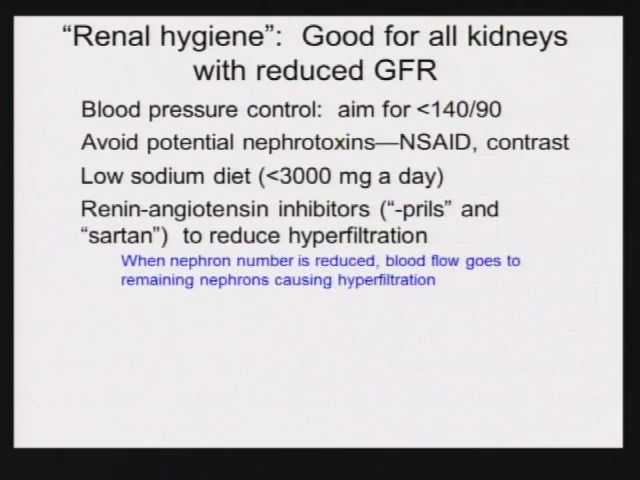 “Renal hygiene”:  Good for all kidneys
with reduced GFR
Blood pressure control:  aim for <140/90
Avoid potential nephrotoxins—NSAID, contrast
Low sodium diet (<3000 mg a day)
Renin-angiotensin inhibitors (“-prils” and
“sartan”)  to reduce hyperfiltration
When nephron number is reduced, blood flow goes to
remaining nephrons causing hyperfiltration